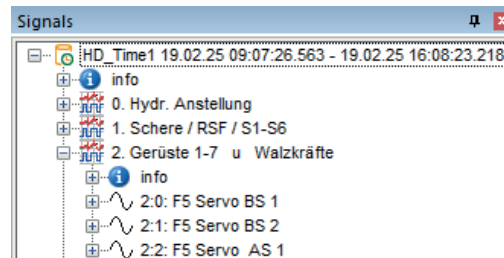 Signals
HD_Time1 19.02.25 09:07:26.563 - 19.02.25 16:08:23.218
info
0. Hydr. Anstellung
1. Schere / RSF / S1-S6
2. Gerüste 1-7 u Walzkräfte
info
2:0: F5 Servo BS 1
2:1: F5 Servo BS 2
2:2: F5 Servo AS 1